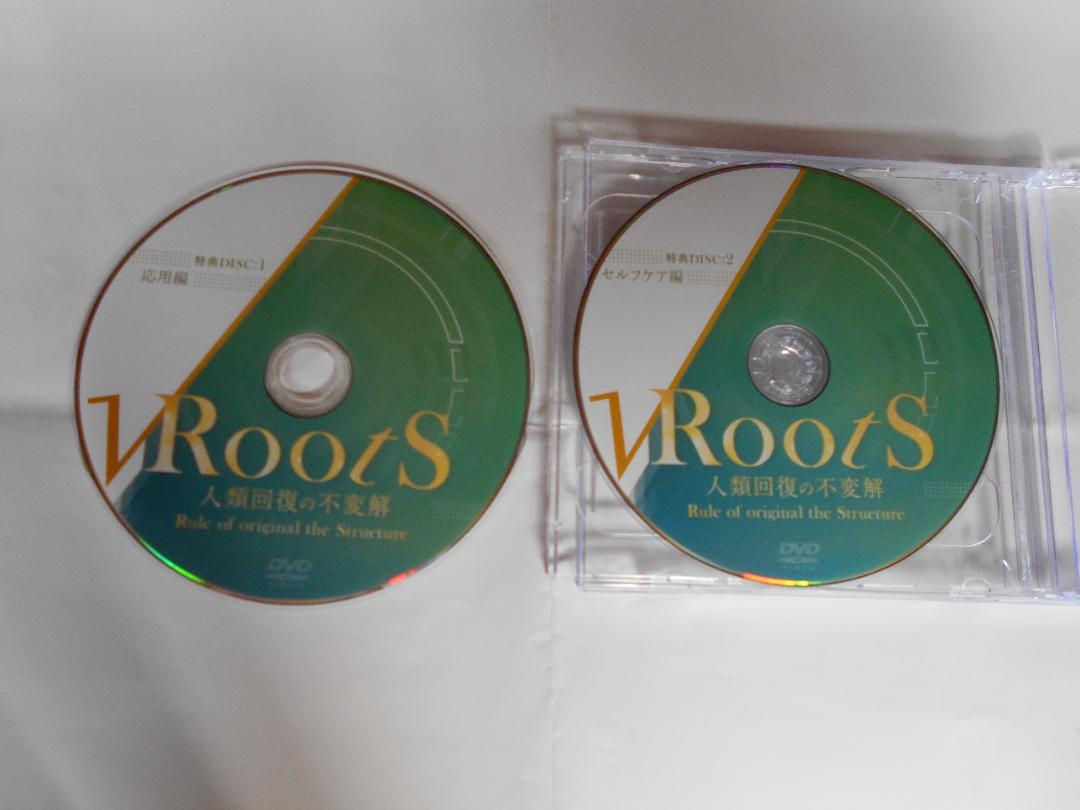 特典DISC:1
応用編
√RootS
人類回復の不変解
Rule of original the Structure
DVD
特典DISC:2
セルフケア編
√RootS
人類回復の不変解
Rule of original the Structure
DVD
VIDEO